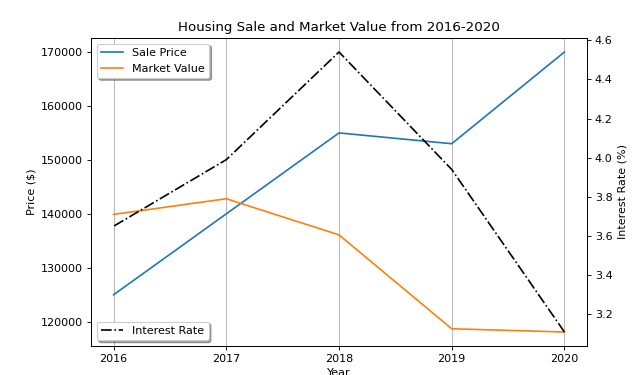 Housing Sale and Market Value from 2016-2020
Sale Price
Market Value
Interest Rate
170000
160000
150000
140000
130000
120000
Price ($)
4.6
4.4
4.2
4.0
3.8
3.6
3.4
3.2
Interest Rate (%)
2016 2017 2018 2019 2020
Year